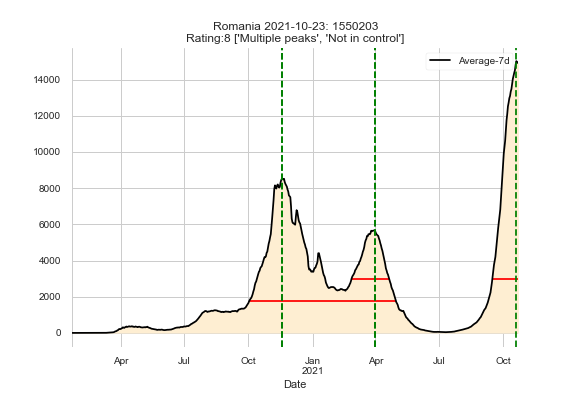 Romania 2021-10-23: 1550203
Rating:8 ['Multiple peaks', 'Not in control']
Average-7d
14000
12000
10000
8000
6000
4000
2000
0
Apr Jul Oct Jan Apr Jul Oct
2021
Date